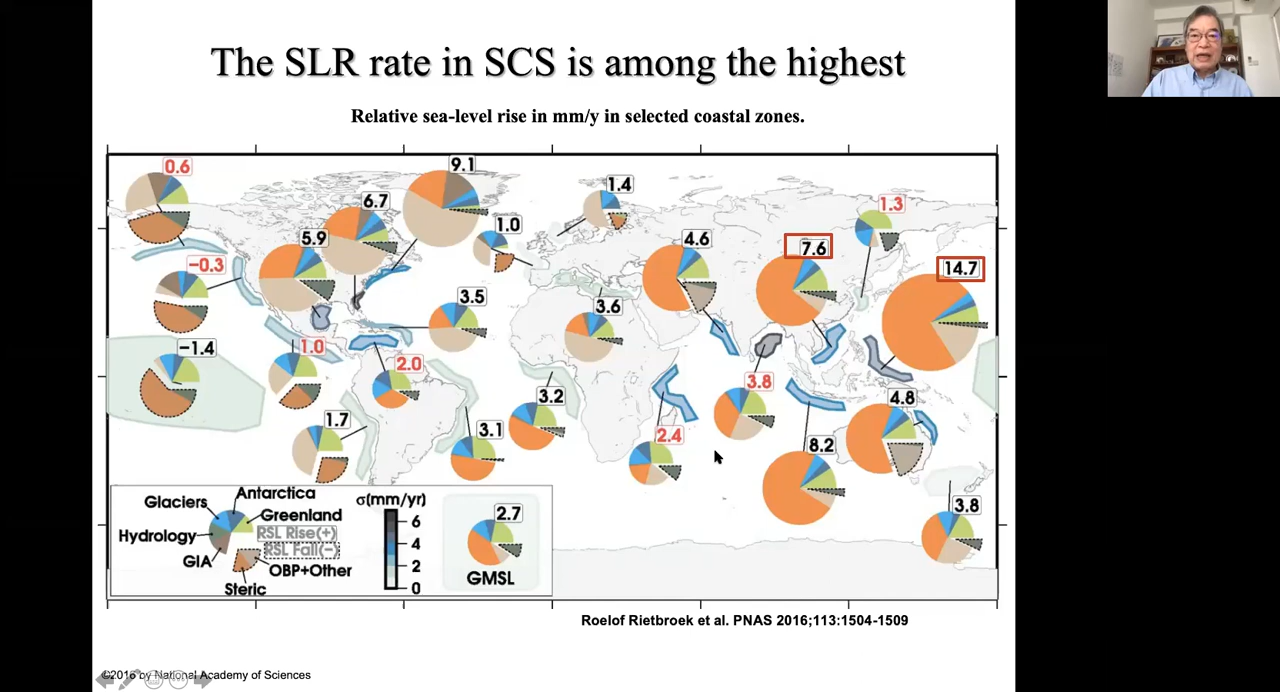 The SLR rate in SCS is among the highest
Relative sea-level rise in mm/y in selected coastal zones.
0.6
9.1
1.4
6.7
1.0
1.3
5.9
4.6
7.6
−0.3
14.7
3.5
3.6
−1.4
1.0
2.0
3.8
3.2
4.8
1.7
3.1
2.4
8.2
3.8
Glaciers
Antarctica
Greenland
Hydrology
RSL Rise(+)
RSL Fall(−)
GIA
OBP+Other
Steric
σ(mm/yr)
6
4
2
0
2.7
GMSL
Roelof Rietbroek et al. PNAS 2016;113:1504-1509
©2016 by National Academy of Sciences